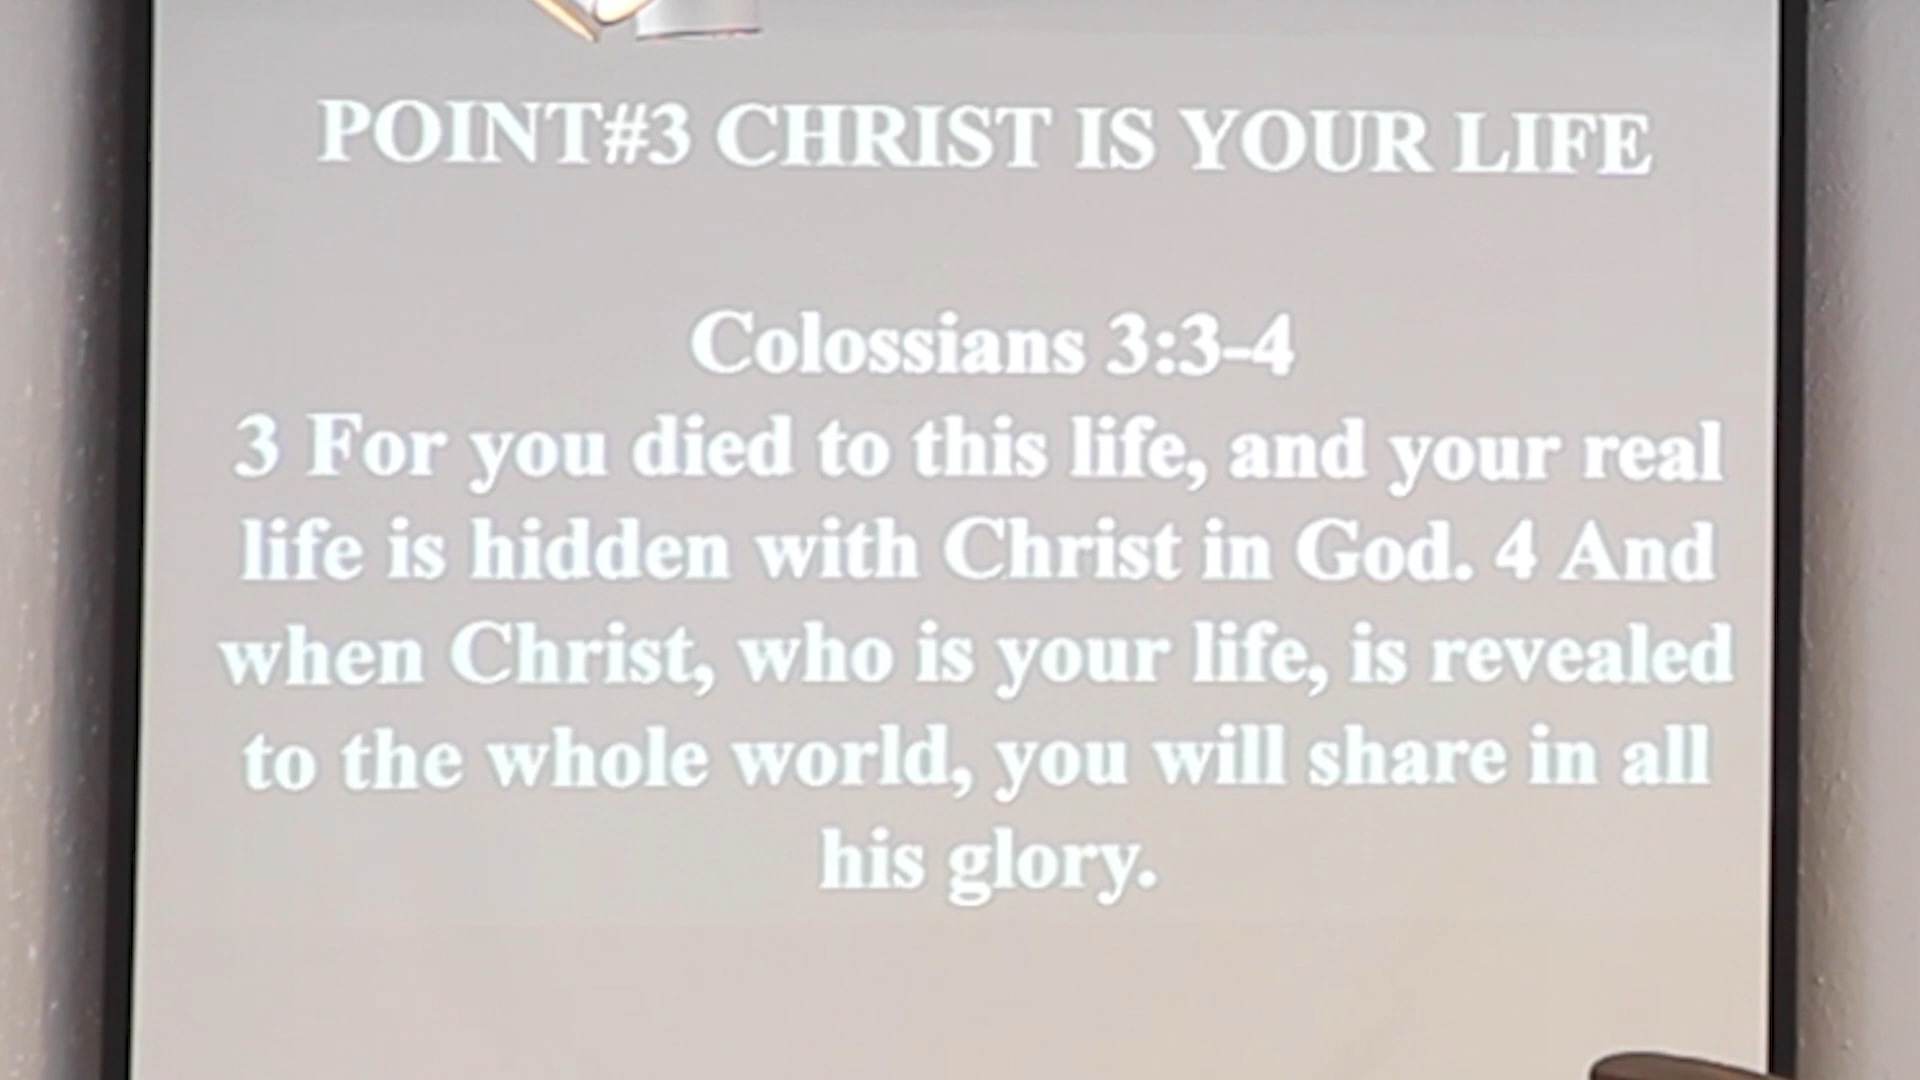 POINT#3 CHRIST IS YOUR LIFE
Colossians 3:3-4
3 For you died to this life, and your real
life is hidden with Christ in God. 4 And
when Christ, who is your life, is revealed
to the whole world, you will share in all
his glory.